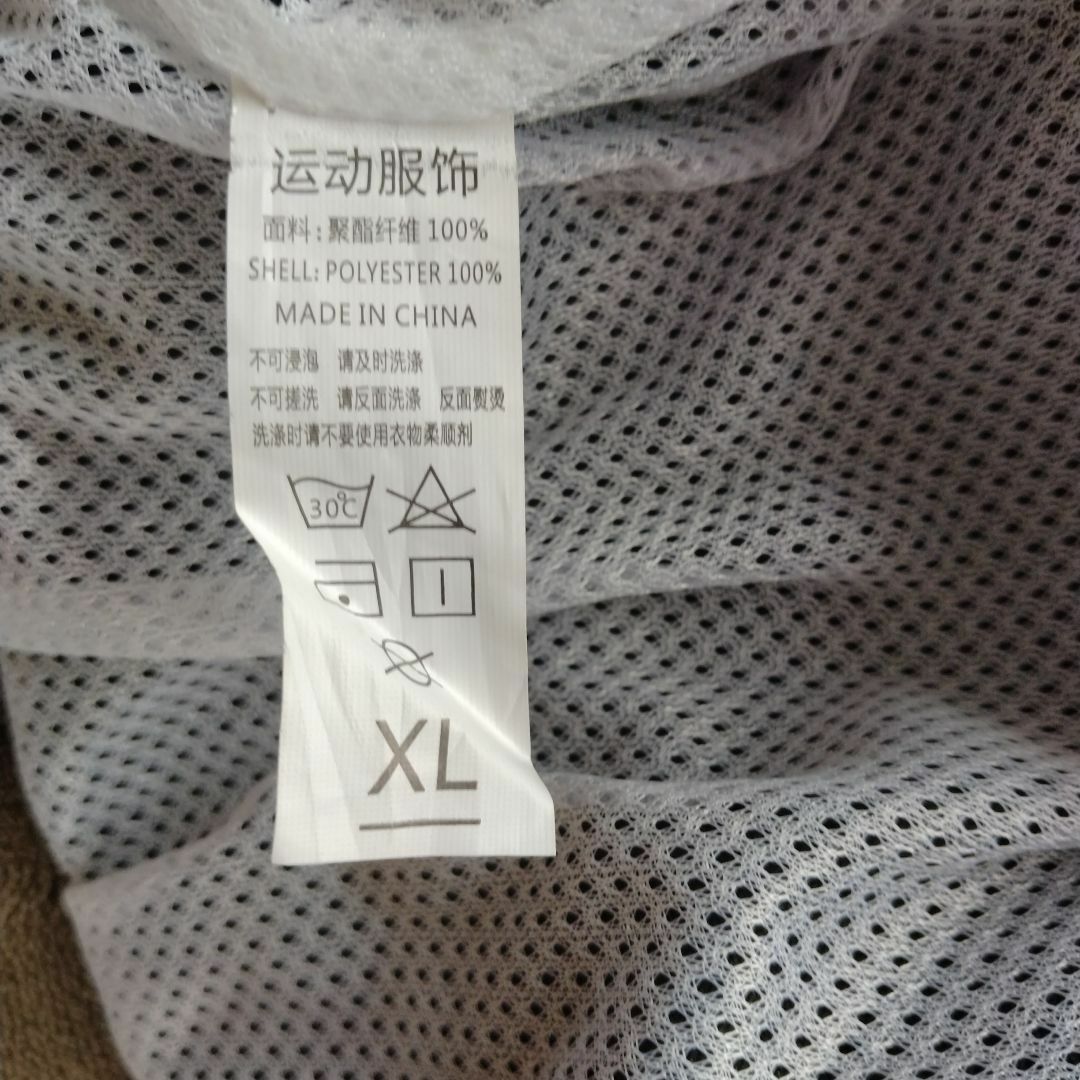 运动服饰
面料:聚酯纤维 100%
SHELL: POLYESTER 100%
MADE IN CHINA
不可浸泡 请及时洗涤
不可搓洗 请反面洗涤 反面熨烫
洗涤时请不要使用衣物柔顺剂
30℃
XL